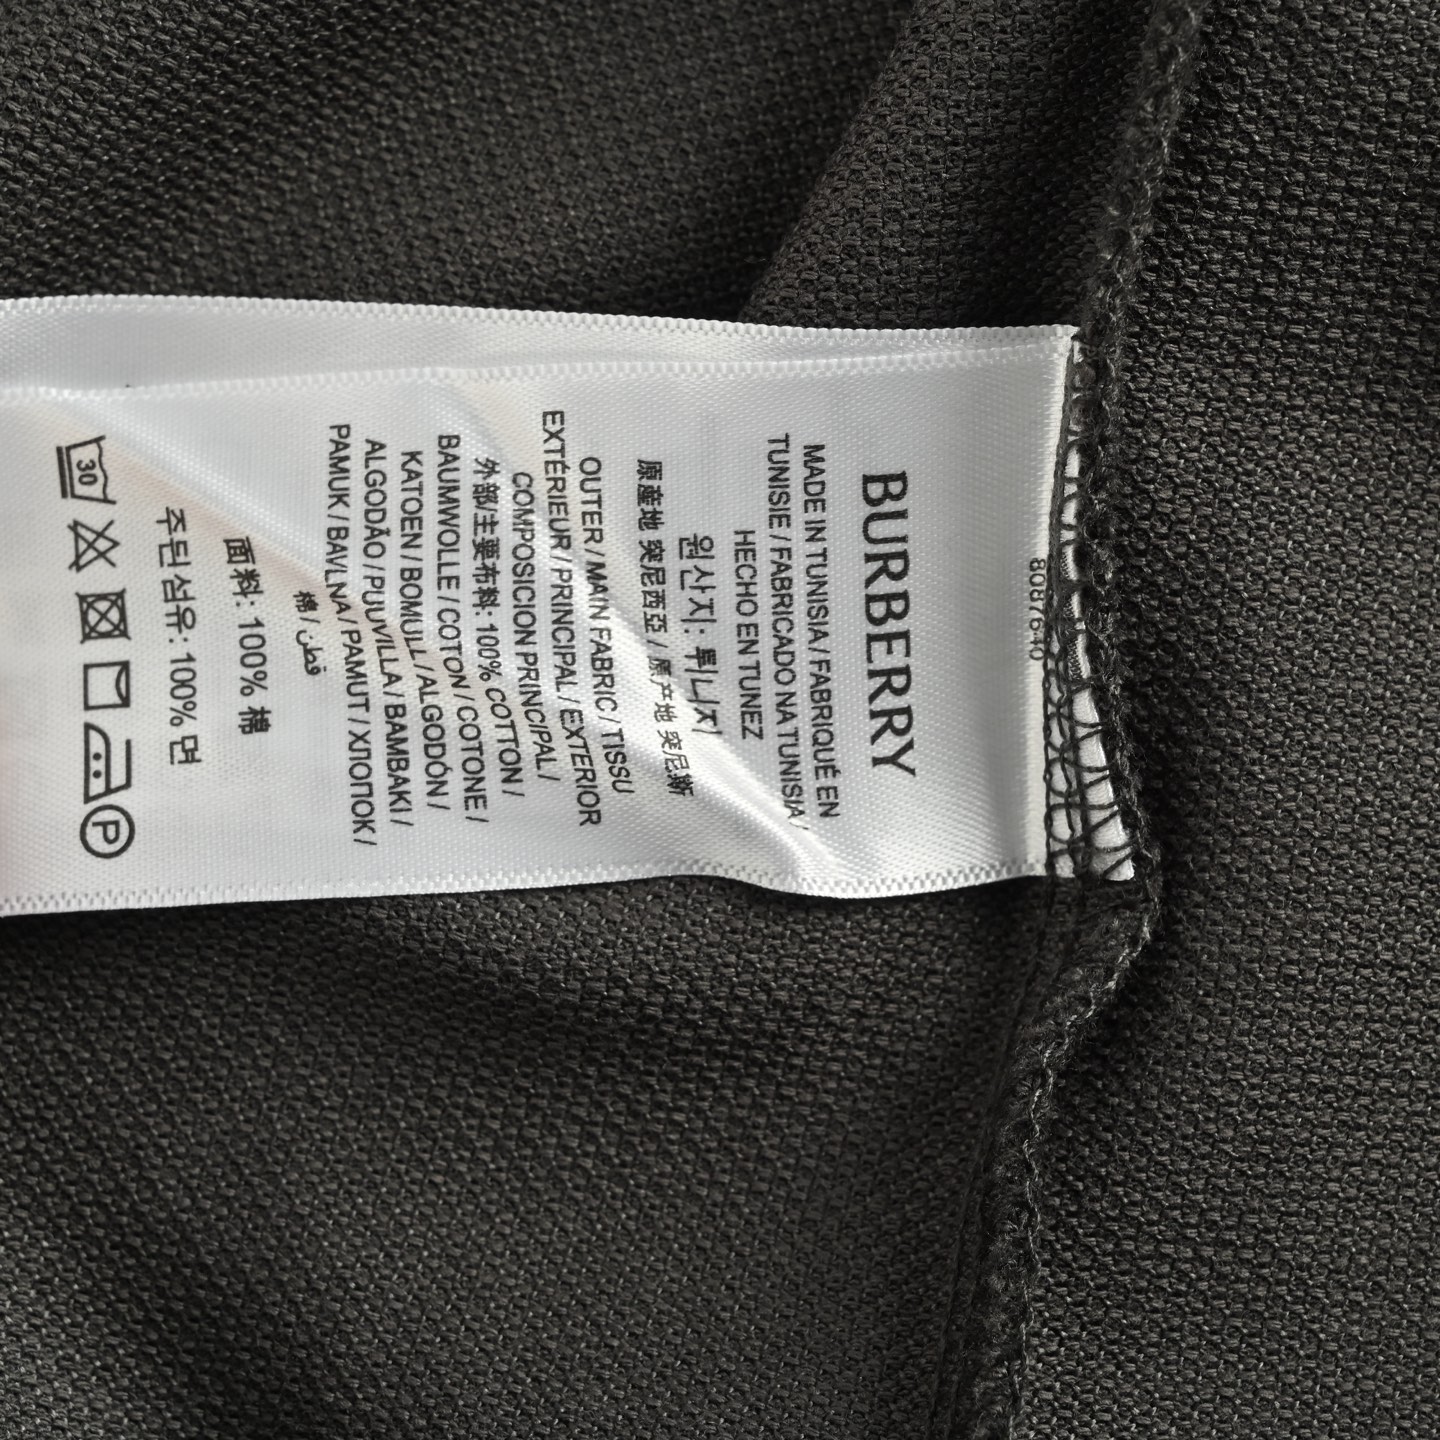 8087640
BURBERRY
MADE IN TUNISIA / FABRIQUÉ EN
TUNISIE / FABRICADO NA TUNISIA /
HECHO EN TUNEZ
원산지: 튀니지
原產地 突尼西亞 / 原产地 突尼斯
OUTER / MAIN FABRIC / TISSU
EXTÉRIEUR / PRINCIPAL / EXTERIOR
COMPOSICION PRINCIPAL /
外部/主要布料: 100% COTTON /
BAUMWOLLE / COTON / COTONE /
KATOEN / BOMULL / ALGODÓN /
ALGODÃO / PUUVILLA / BAMBAKI /
PAMUK / BAVLNA / PAMUT / ХЛОПОК /
棉 / قطن
面料: 100% 棉
주된섬유: 100% 면
30 P